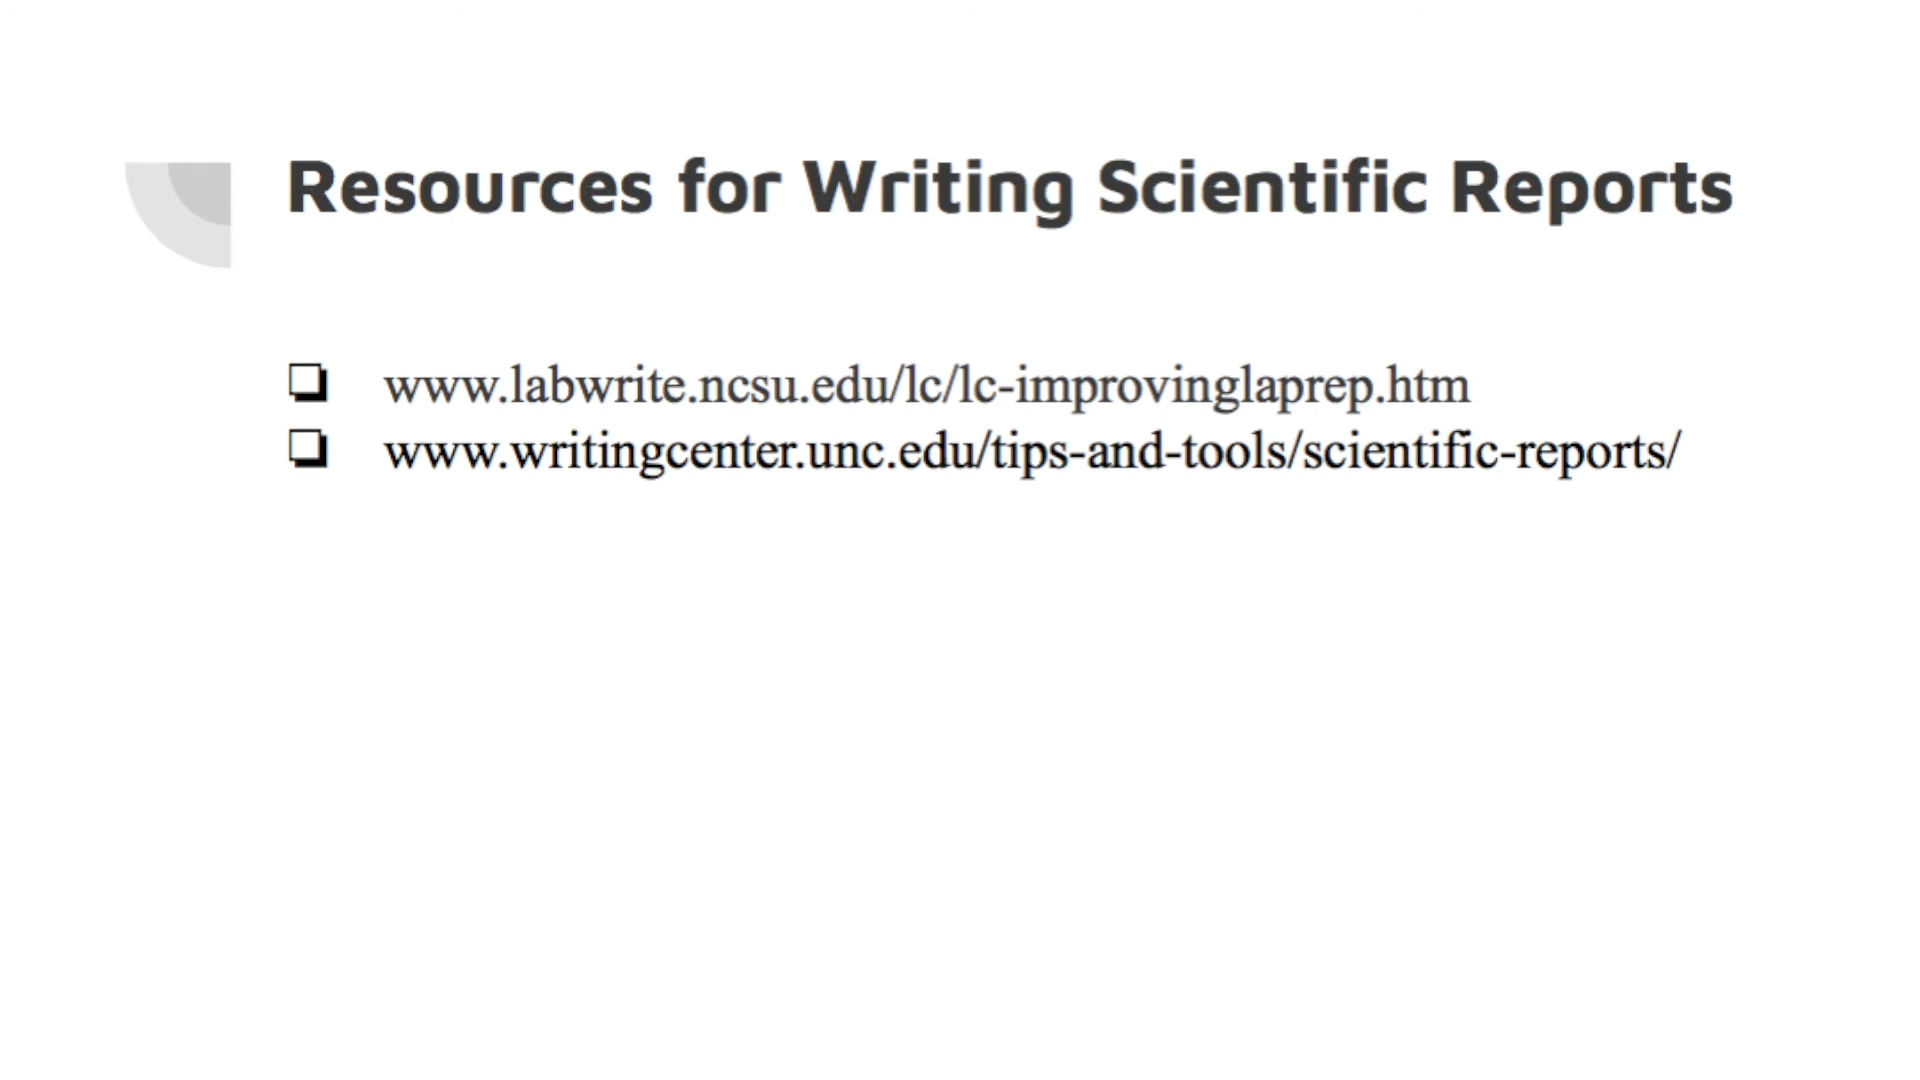 Resources for Writing Scientific Reports
❏ www.labwrite.ncsu.edu/lc/lc-improvinglaprep.htm
❏ www.writingcenter.unc.edu/tips-and-tools/scientific-reports/